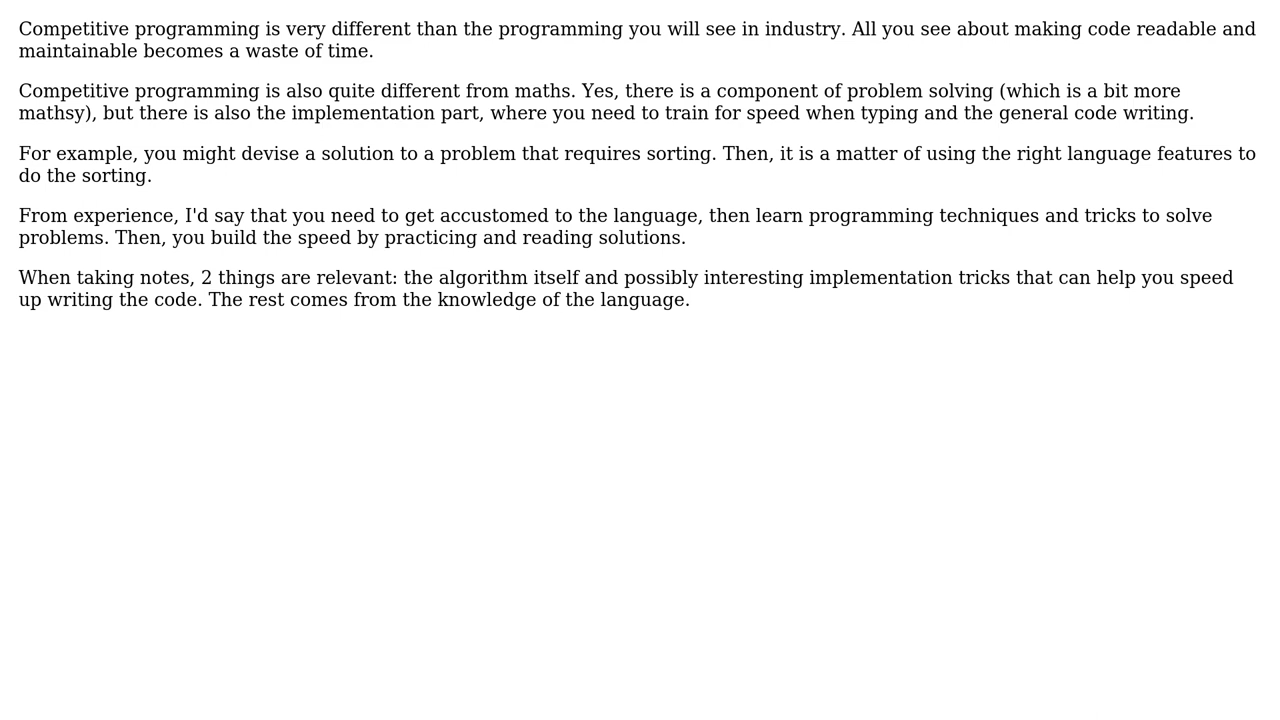 Competitive programming is very different than the programming you will see in industry. All you see about making code readable and
maintainable becomes a waste of time.
Competitive programming is also quite different from maths. Yes, there is a component of problem solving (which is a bit more
mathsy), but there is also the implementation part, where you need to train for speed when typing and the general code writing.
For example, you might devise a solution to a problem that requires sorting. Then, it is a matter of using the right language features to
do the sorting.
From experience, I'd say that you need to get accustomed to the language, then learn programming techniques and tricks to solve
problems. Then, you build the speed by practicing and reading solutions.
When taking notes, 2 things are relevant: the algorithm itself and possibly interesting implementation tricks that can help you speed
up writing the code. The rest comes from the knowledge of the language.